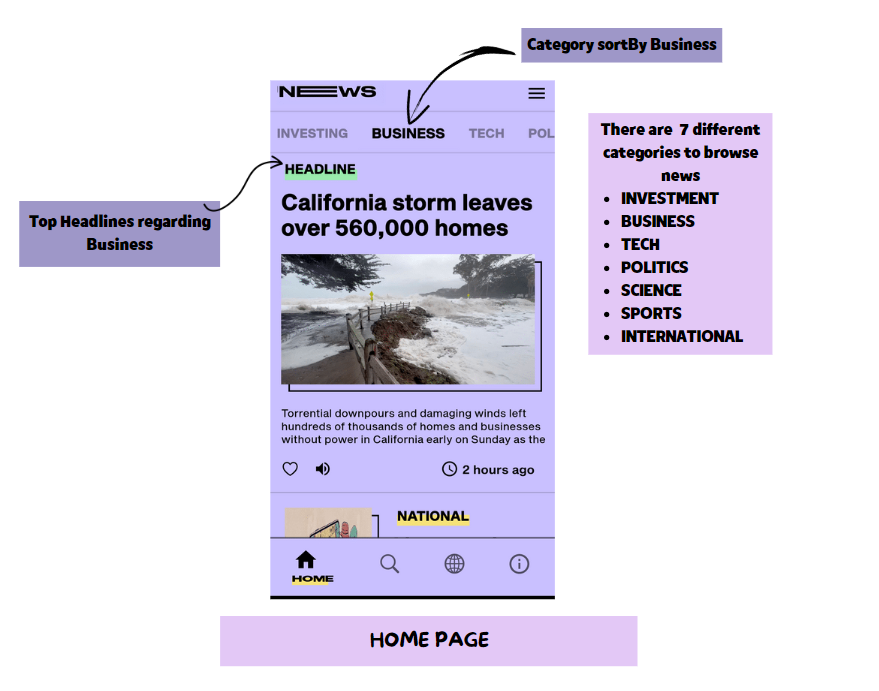 Category sortBy Business
NEWS
INVESTING BUSINESS TECH POL
HEADLINE
California storm leaves
over 560,000 homes
Torrential downpours and damaging winds left
hundreds of thousands of homes and businesses
without power in California early on Sunday as the
2 hours ago
NATIONAL
HOME
Top Headlines regarding
Business
There are 7 different
categories to browse
news
• INVESTMENT
• BUSINESS
• TECH
• POLITICS
• SCIENCE
• SPORTS
• INTERNATIONAL
HOME PAGE